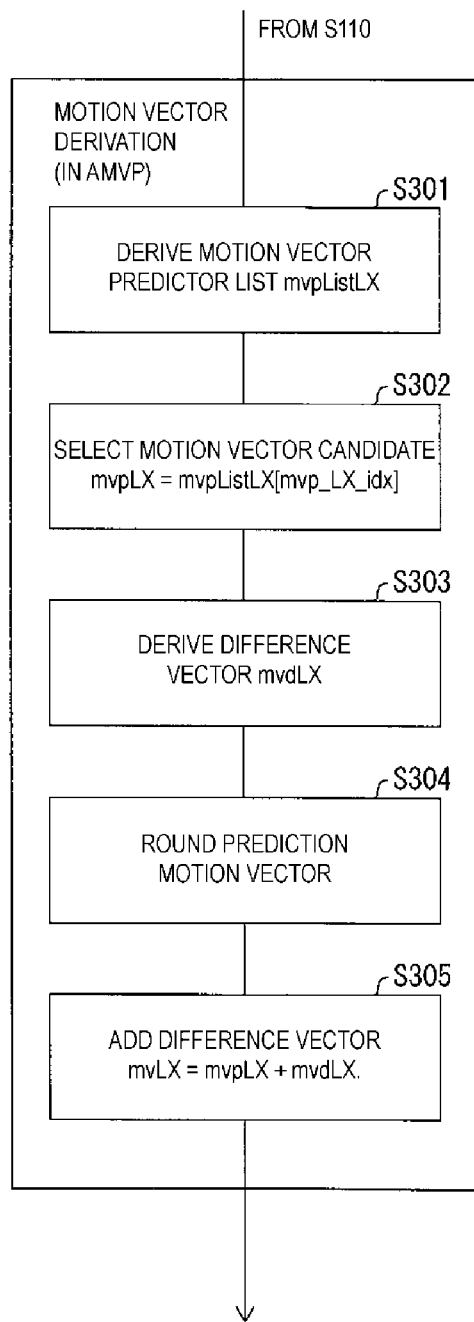 FROM S110
MOTION VECTOR
DERIVATION
(IN AMVP)
S301
DERIVE MOTION VECTOR
PREDICTOR LIST mvpListLX
S302
SELECT MOTION VECTOR CANDIDATE
mvpLX = mvpListLX[mvp_LX_idx]
S303
DERIVE DIFFERENCE
VECTOR mvdLX
S304
ROUND PREDICTION
MOTION VECTOR
S305
ADD DIFFERENCE VECTOR
mvLX = mvpLX + mvdLX.